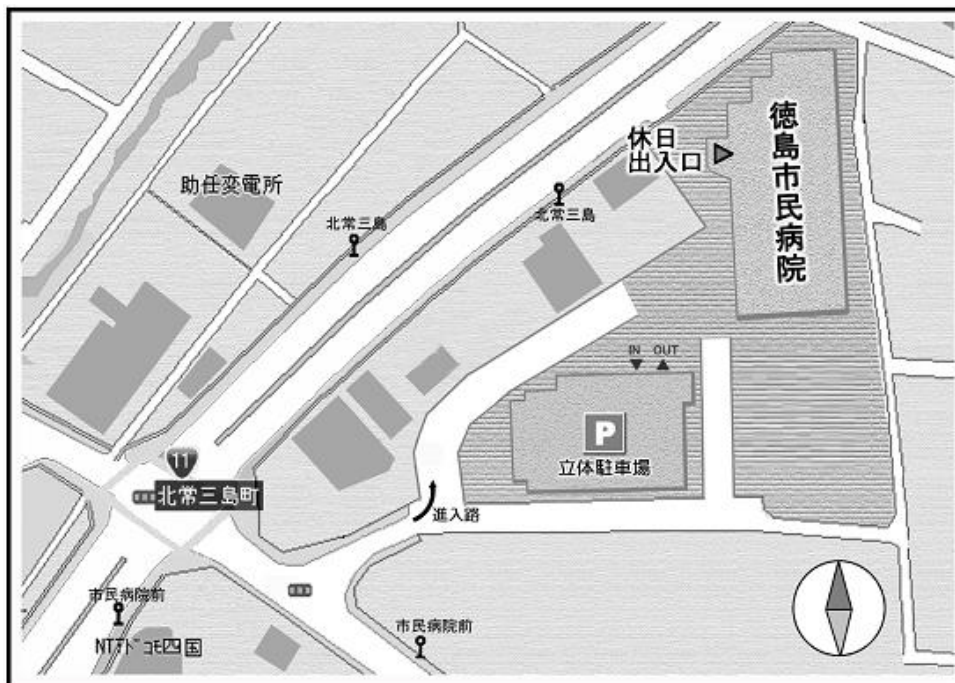 休日
出入口
徳島市民病院
助任変電所
北常三島
北常三島
IN OUT
P
立体駐車場
11
北常三島町
進入路
市民病院前
NTTﾄﾞｺﾓ四国
市民病院前